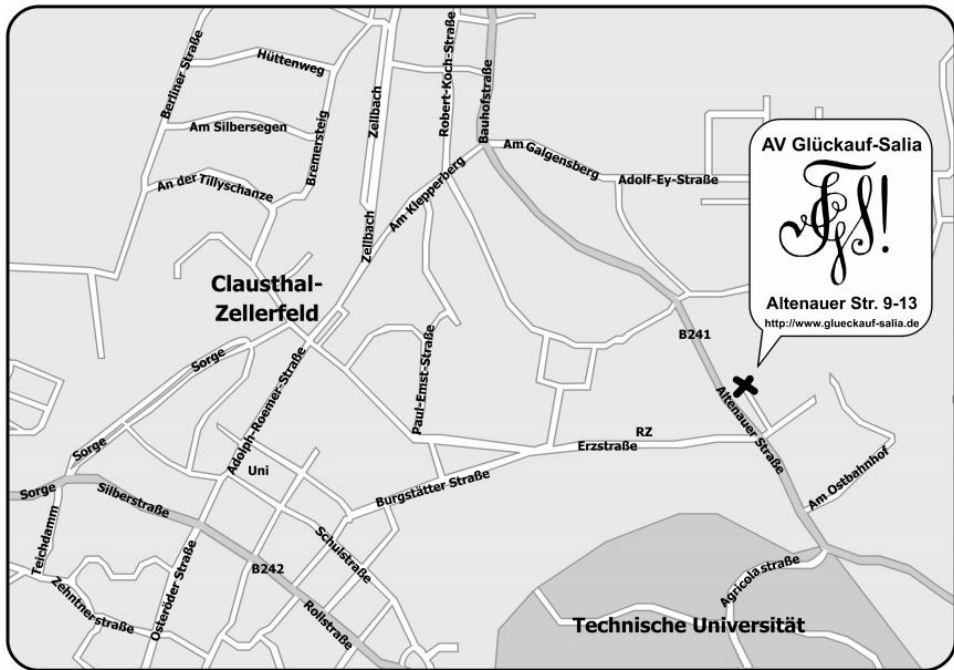 Berliner Straße
Hüttenweg
Am Silbersegen
An der Tillyschanze
Bremersteig
Zellbach
Zellbach
Robert-Koch-Straße
Bauhofstraße
Am Klepperberg
Am Galgensberg
Adolf-Ey-Straße
AV Glückauf-Salia
Altenauer Str. 9-13
http://www.glueckauf-salia.de
Clausthal-
Zellerfeld
B241
Sorge
Adolph-Roemer-Straße
Paul-Ernst-Straße
Altenauer Straße
RZ
Erzstraße
Sorge
Uni
Burgstätter Straße
Am Ostbahnhof
Sorge
Silberstraße
Schulstraße
Teichdamm
B242
Agricolastraße
Zehntnerstraße
Osteröder Straße
Rollstraße
Technische Universität